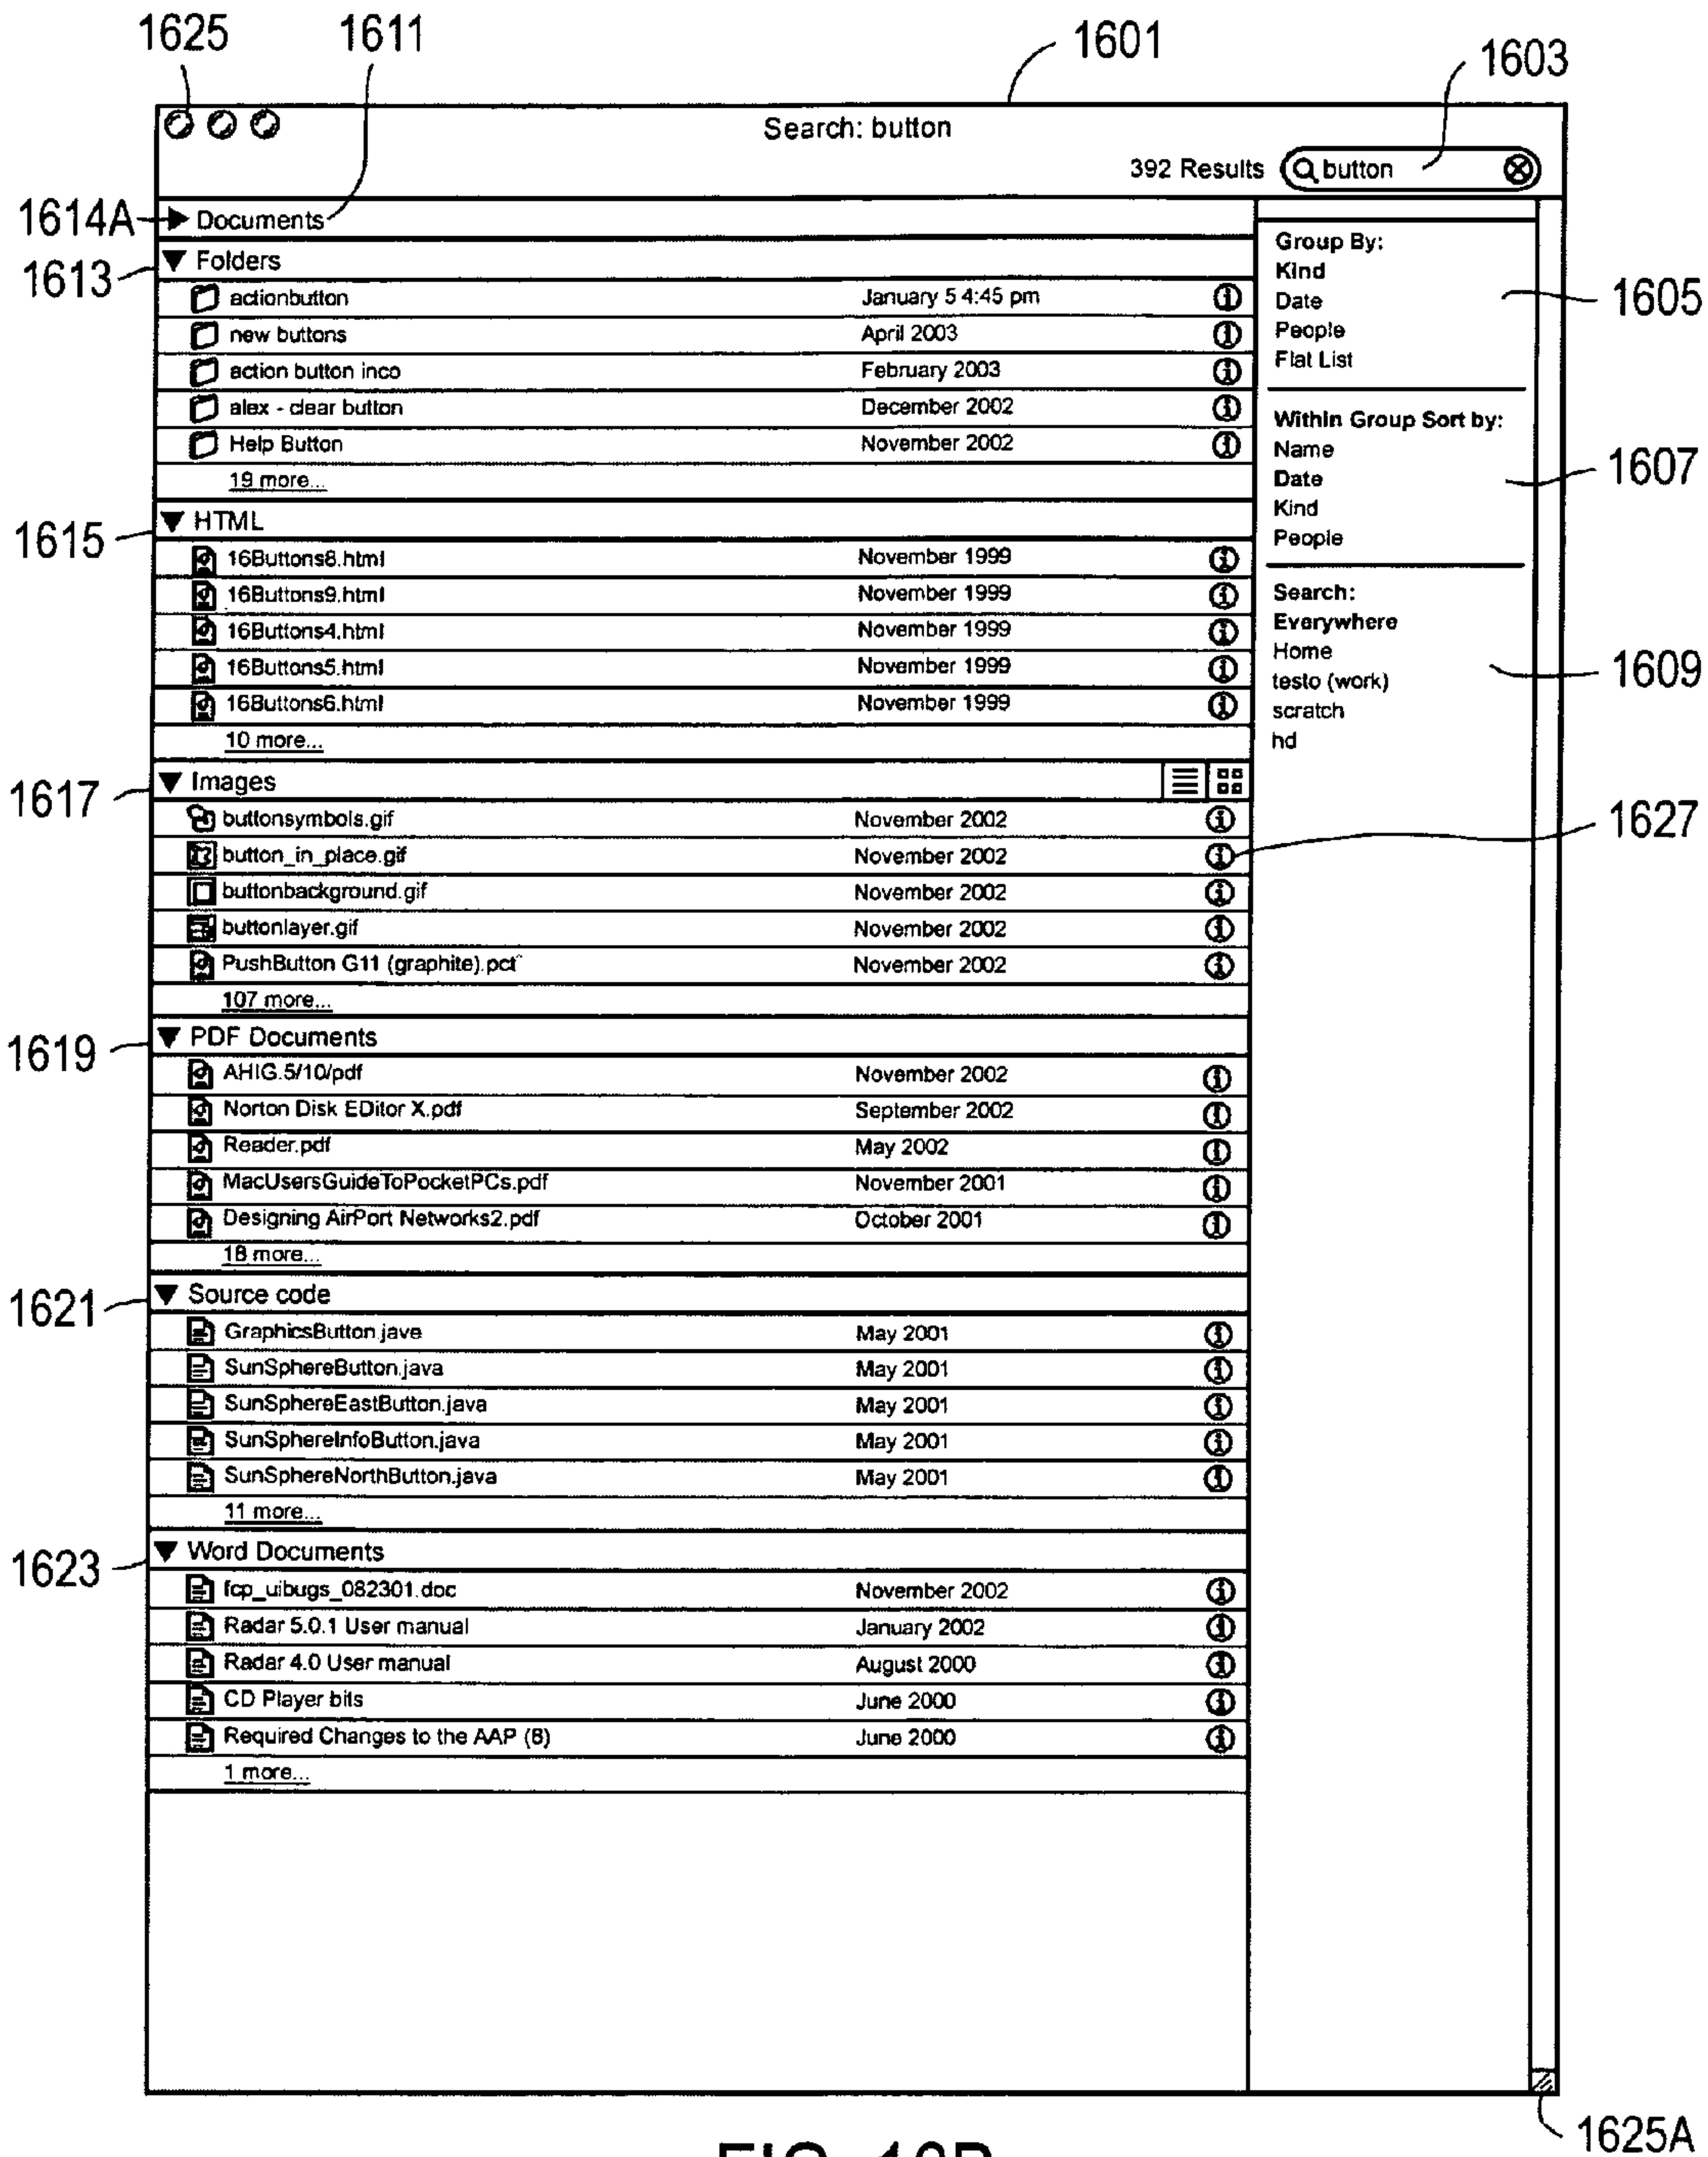 1625 1611 1601 1603
Search: button
392 Results button
1614A Documents
1613 Folders
actionbutton January 5 4:45 pm
new buttons April 2003
action button inco February 2003
alex - clear button December 2002
Help Button November 2002
19 more...
1615 HTML
16Buttons8.html November 1999
16Buttons9.html November 1999
16Buttons4.html November 1999
16Buttons5.html November 1999
16Buttons6.html November 1999
10 more...
1617 Images
buttonsymbols.gif November 2002
button_in_place.gif November 2002
buttonbackground.gif November 2002
buttonlayer.gif November 2002
PushButton G11 (graphite).pct November 2002
107 more...
1619 PDF Documents
AHIG.5/10/pdf November 2002
Norton Disk EDitor X.pdf September 2002
Reader.pdf May 2002
MacUsersGuideToPocketPCs.pdf November 2001
Designing AirPort Networks2.pdf October 2001
18 more...
1621 Source code
GraphicsButton.jave May 2001
SunSphereButton.java May 2001
SunSphereEastButton.java May 2001
SunSphereInfoButton.java May 2001
SunSphereNorthButton.java May 2001
11 more...
1623 Word Documents
fcp_uibugs_082301.doc November 2002
Radar 5.0.1 User manual January 2002
Radar 4.0 User manual August 2000
CD Player bits June 2000
Required Changes to the AAP (8) June 2000
1 more...
Group By:
Kind
Date 1605
People
Flat List
Within Group Sort by:
Name
Date 1607
Kind
People
Search:
Everywhere
Home
testo (work) 1609
scratch
hd
1627
1625A